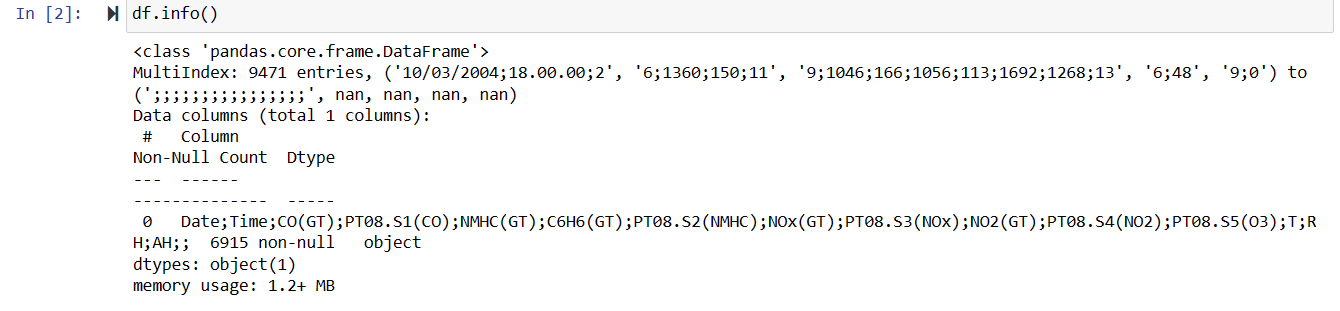 In [2]: df.info()
<class 'pandas.core.frame.DataFrame'>
MultiIndex: 9471 entries, ('10/03/2004;18.00.00;2', '6;1360;150;11', '9;1046;166;1056;113;1692;1268;13', '6;48', '9;0') to
(';;;;;;;;;;;;;;;;', nan, nan, nan, nan)
Data columns (total 1 columns):
 #   Column
Non-Null Count  Dtype
---  ------
--------------  -----
 0   Date;Time;CO(GT);PT08.S1(CO);NMHC(GT);C6H6(GT);PT08.S2(NMHC);NOx(GT);PT08.S3(NOx);NO2(GT);PT08.S4(NO2);PT08.S5(O3);T;R
H;AH;;  6915 non-null   object
dtypes: object(1)
memory usage: 1.2+ MB